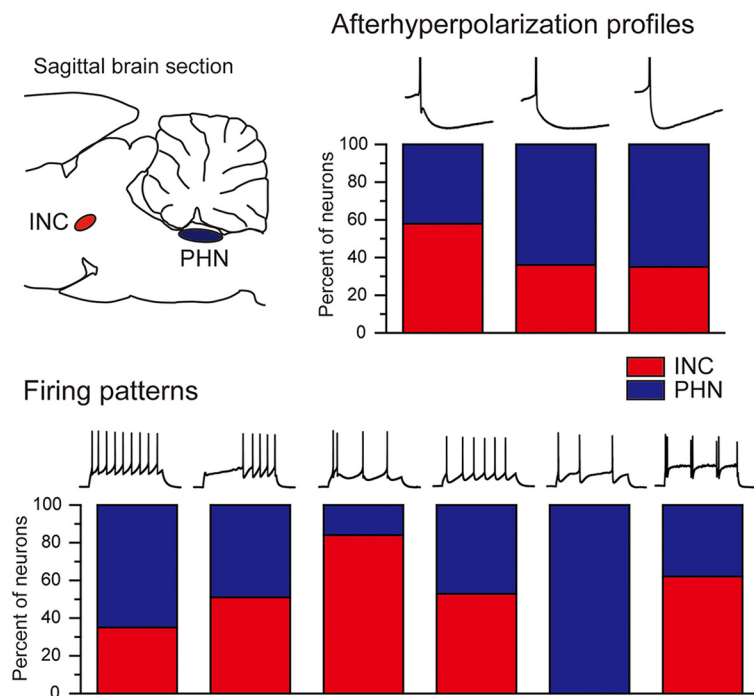 Afterhyperpolarization profiles
Sagittal brain section
INC
PHN
Percent of neurons
100
80
60
40
20
0
INC
PHN
Firing patterns
Percent of neurons
100
80
60
40
20
0